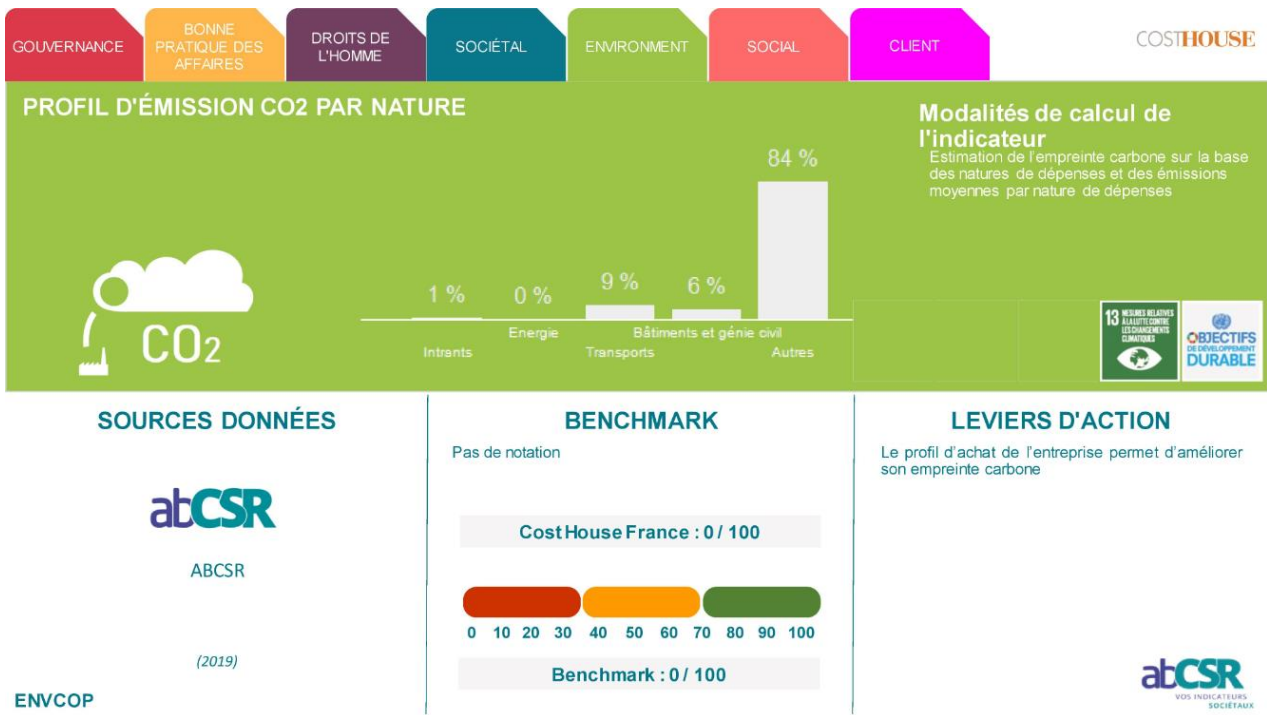 GOUVERNANCE
BONNE
PRATIQUE DES
AFFAIRES
DROITS DE
L'HOMME
SOCIÉTAL
ENVIRONMENT
SOCIAL
CLIENT
COSTHOUSE
PROFIL D'ÉMISSION CO2 PAR NATURE
Modalités de calcul de
l'indicateur
Estimation de l'empreinte carbone sur la base
des natures de dépenses et des émissions
moyennes par nature de dépenses
84 %
9 %
6 %
1 %
0 %
Energie
Bâtiments et génie civil
Intrants
Transports
Autres
CO2
13 MESURES RELATIVES
À LA LUTTE CONTRE
LES CHANGEMENTS
CLIMATIQUES
OBJECTIFS
DE DÉVELOPPEMENT
DURABLE
SOURCES DONNÉES
abCSR
ABCSR
(2019)
ENVCOP
BENCHMARK
Pas de notation
Cost House France : 0 / 100
0 10 20 30 40 50 60 70 80 90 100
Benchmark : 0 / 100
LEVIERS D'ACTION
Le profil d'achat de l'entreprise permet d'améliorer
son empreinte carbone
abCSR
VOS INDICATEURS
SOCIÉTAUX